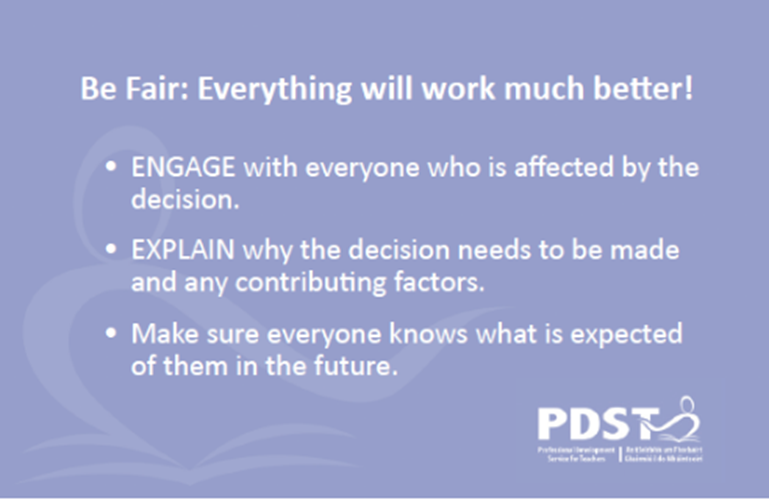 Be Fair: Everything will work much better!
• ENGAGE with everyone who is affected by the
decision.
• EXPLAIN why the decision needs to be made
and any contributing factors.
• Make sure everyone knows what is expected
of them in the future.
PDST
Professional Development
Service for Teachers